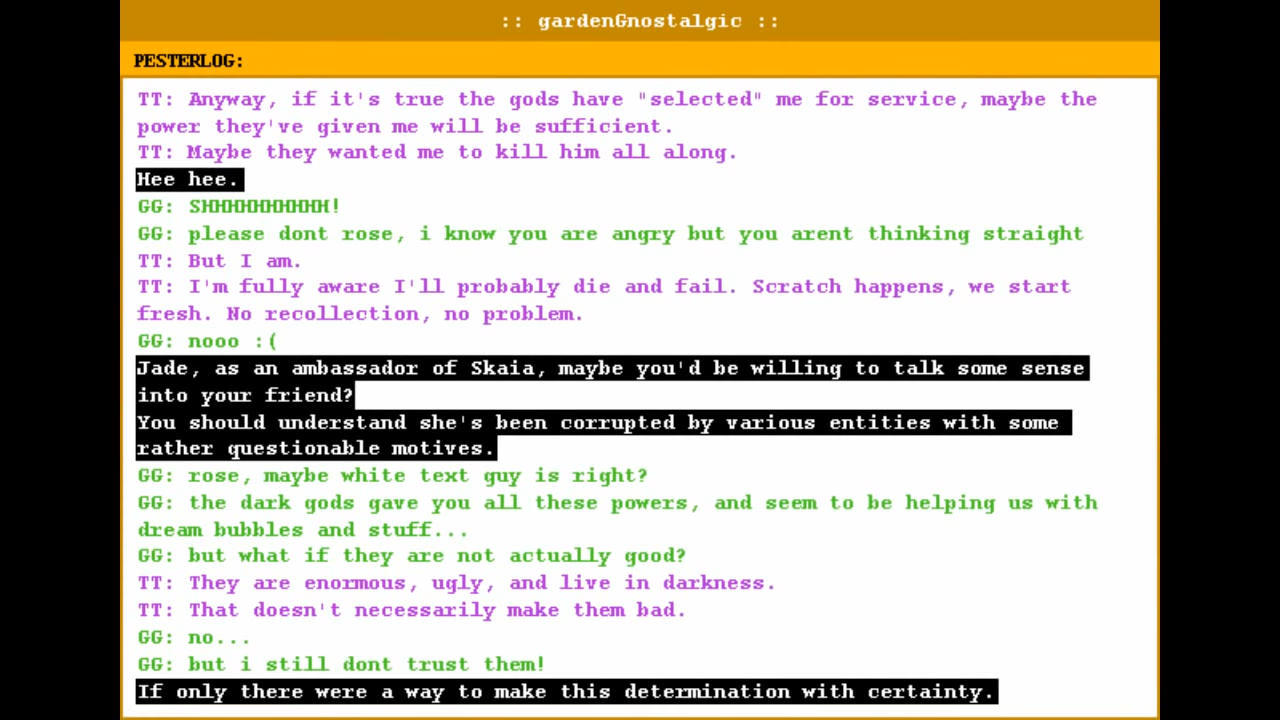 :: gardenGnostalgic ::
PESTERLOG:
TT: Anyway, if it's true the gods have "selected" me for service, maybe the
power they've given me will be sufficient.
TT: Maybe they wanted me to kill him all along.
Hee hee.
GG: SHHHHHHHHHH!
GG: please dont rose, i know you are angry but you arent thinking straight
TT: But I am.
TT: I'm fully aware I'll probably die and fail. Scratch happens, we start
fresh. No recollection, no problem.
GG: nooo :(
Jade, as an ambassador of Skaia, maybe you'd be willing to talk some sense
into your friend?
You should understand she's been corrupted by various entities with some
rather questionable motives.
GG: rose, maybe white text guy is right?
GG: the dark gods gave you all these powers, and seem to be helping us with
dream bubbles and stuff...
GG: but what if they are not actually good?
TT: They are enormous, ugly, and live in darkness.
TT: That doesn't necessarily make them bad.
GG: no...
GG: but i still dont trust them!
If only there were a way to make this determination with certainty.